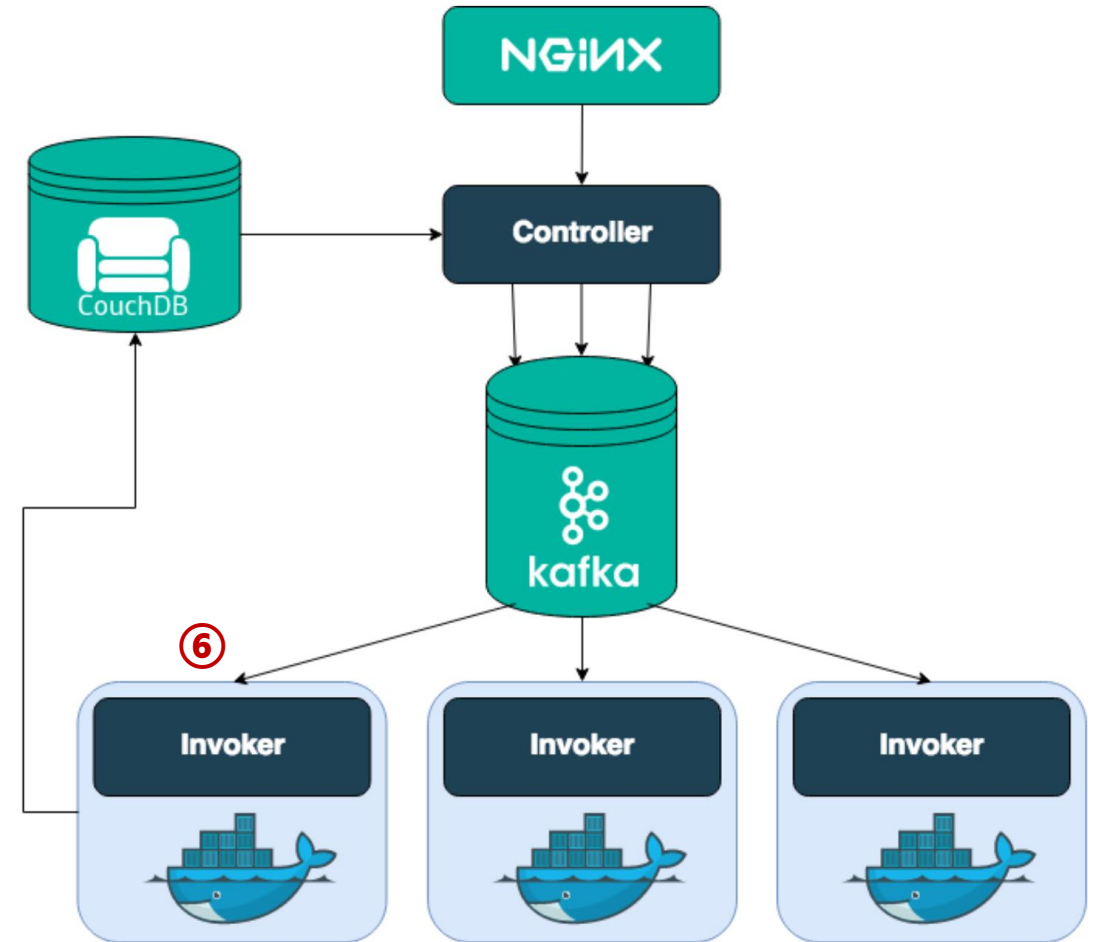 NGINX
Controller
CouchDB
kafka
⑥
Invoker
Invoker
Invoker